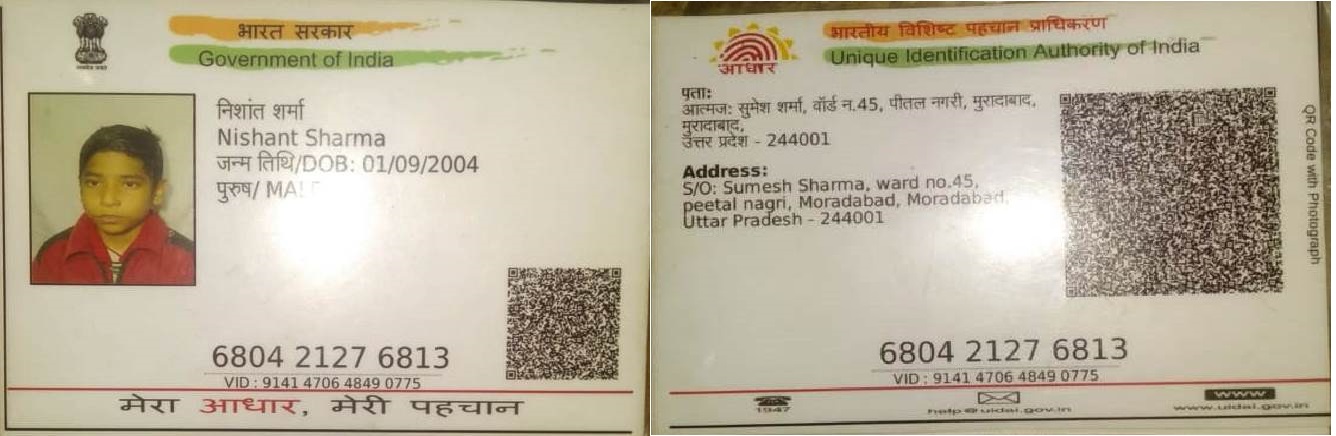 भारत सरकार
Government of India
निशांत शर्मा
Nishant Sharma
जन्म तिथि/DOB: 01/09/2004
पुरुष/
6804 2127 6813
VID : 9141 4706 4849 0775
मेरा आधार, मेरी पहचान
भारतीय विशिष्ट पहचान प्राधिकरण
Unique Identification Authority of India
आधार
पता:
आत्मज: सुमेश शर्मा, वॉर्ड न.45, पीतल नगरी, मुरादाबाद,
मुरादाबाद,
उत्तर प्रदेश - 244001
Address:
S/O: Sumesh Sharma, ward no.45,
peetal nagri, Moradabad, Moradabad,
Uttar Pradesh - 244001
QR Code with Photograph
6804 2127 6813
VID : 9141 4706 4849 0775
1947
help@uidai.gov.in
www
www.uidai.gov.in